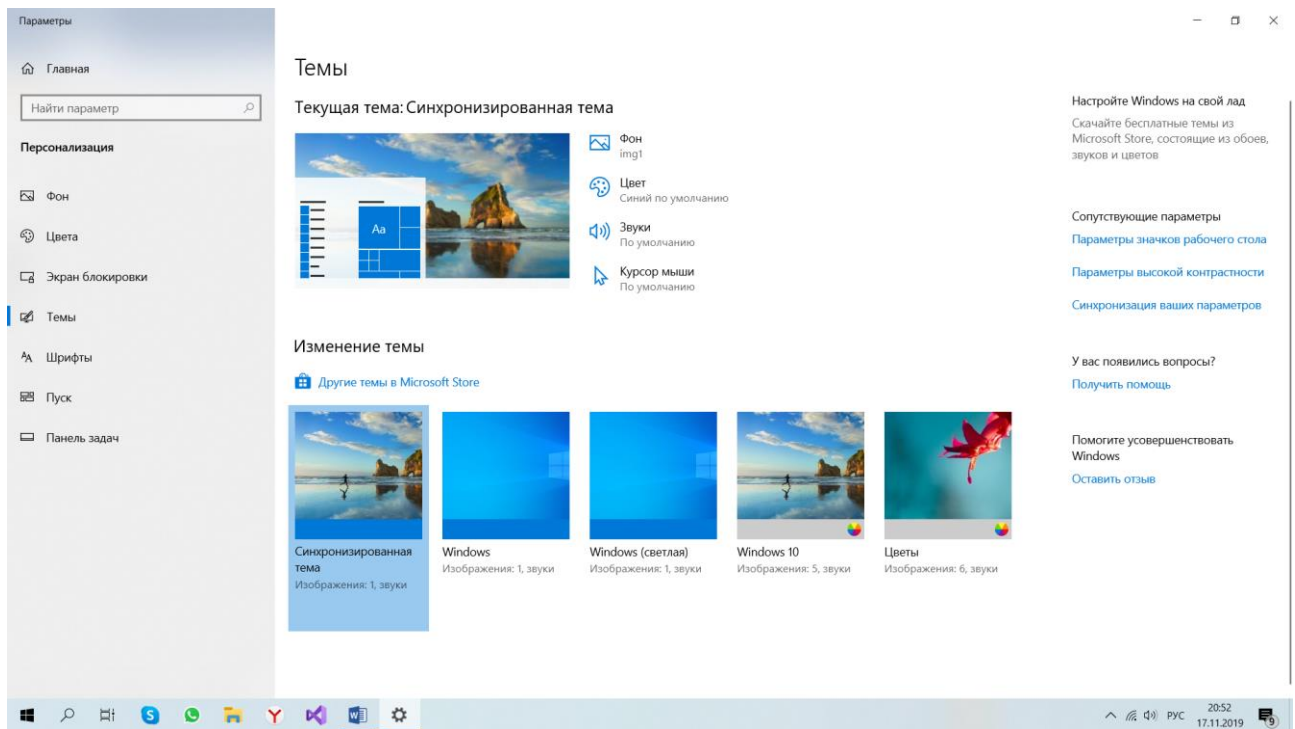 Параметры
Главная
Найти параметр
Персонализация
Фон
Цвета
Экран блокировки
Темы
Шрифты
Пуск
Панель задач
Темы
Текущая тема: Синхронизированная тема
Aa
Фон
img1
Цвет
Синий по умолчанию
Звуки
По умолчанию
Курсор мыши
По умолчанию
Изменение темы
Другие темы в Microsoft Store
Синхронизированная
тема
Изображения: 1, звуки
Windows
Изображения: 1, звуки
Windows (светлая)
Изображения: 1, звуки
Windows 10
Изображения: 5, звуки
Цветы
Изображения: 6, звуки
Настройте Windows на свой лад
Скачайте бесплатные темы из
Microsoft Store, состоящие из обоев,
звуков и цветов
Сопутствующие параметры
Параметры значков рабочего стола
Параметры высокой контрастности
Синхронизация ваших параметров
У вас появились вопросы?
Получить помощь
Помогите усовершенствовать
Windows
Оставить отзыв
РУС
20:52
17.11.2019
9